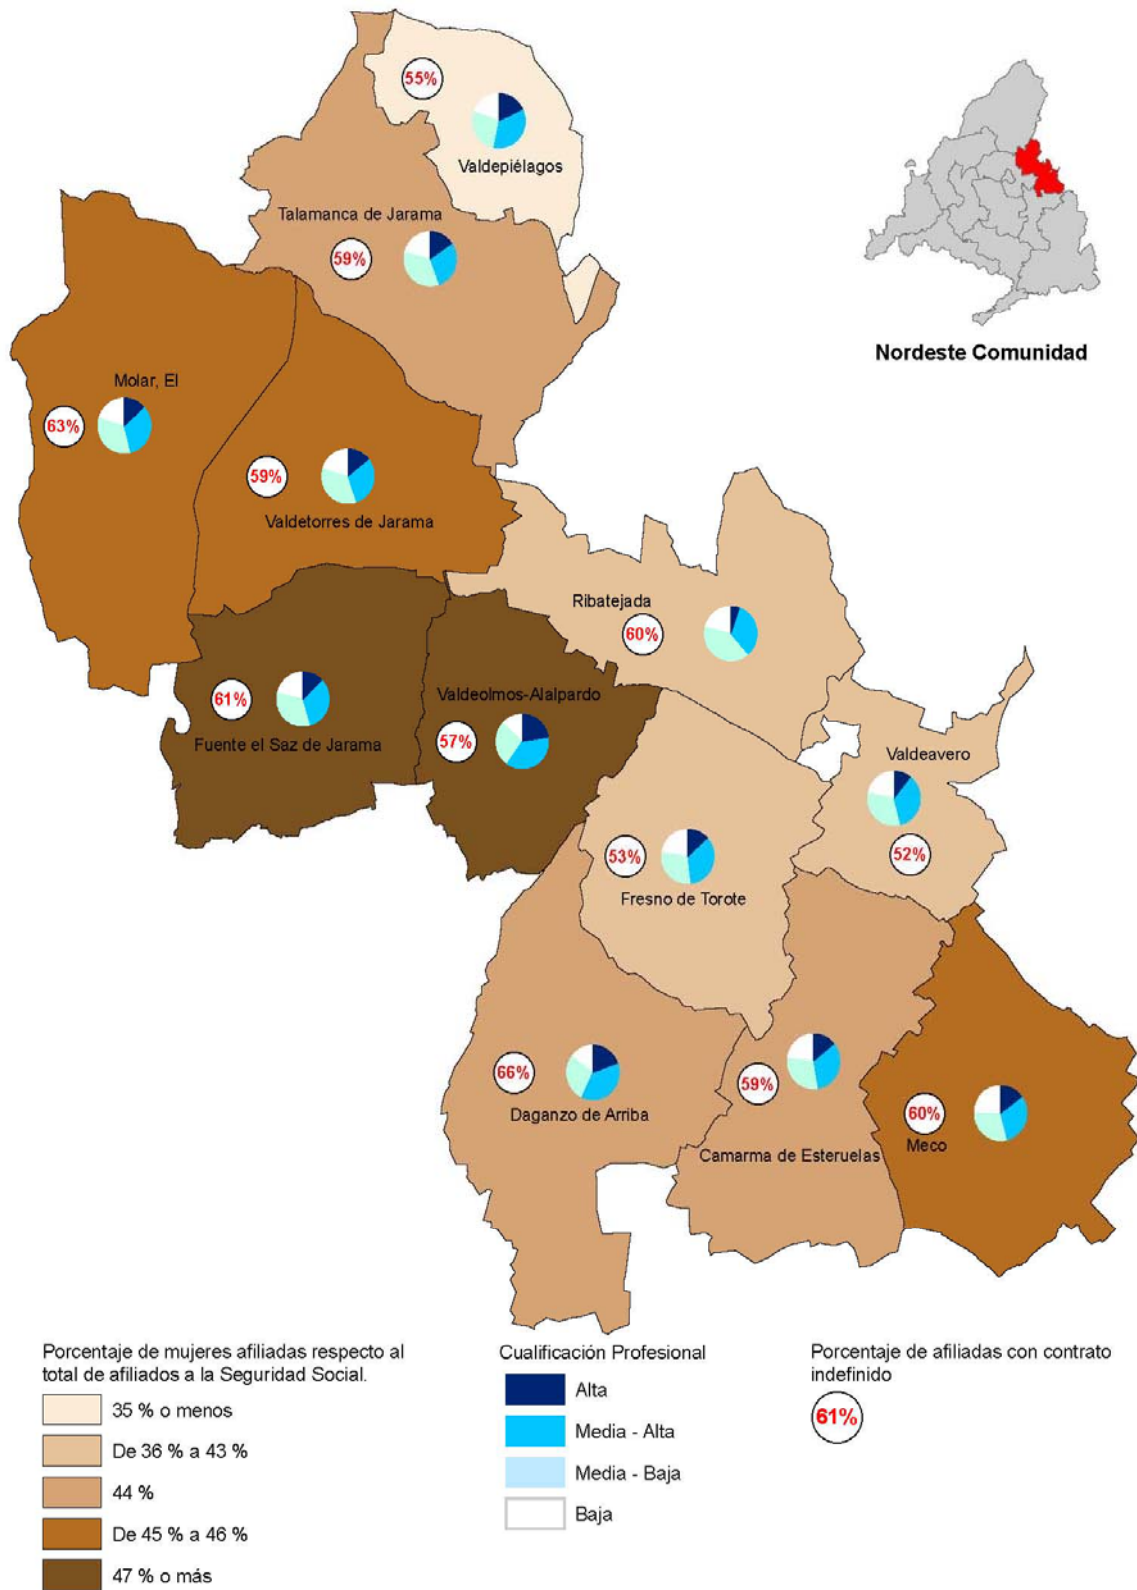 55%
Valdepiélagos
Talamanca de Jarama
59%
Nordeste Comunidad
Molar, El
63%
59%
Valdetorres de Jarama
Ribatejada
60%
61%
Fuente el Saz de Jarama
Valdeolmos-Alalpardo
57%
Valdeavero
52%
53%
Fresno de Torote
66%
Daganzo de Arriba
59%
Camarma de Esteruelas
60%
Meco
Porcentaje de mujeres afiliadas respecto al
total de afiliados a la Seguridad Social.
35 % o menos
De 36 % a 43 %
44 %
De 45 % a 46 %
47 % o más
Cualificación Profesional
Alta
Media - Alta
Media - Baja
Baja
Porcentaje de afiliadas con contrato
indefinido
61%